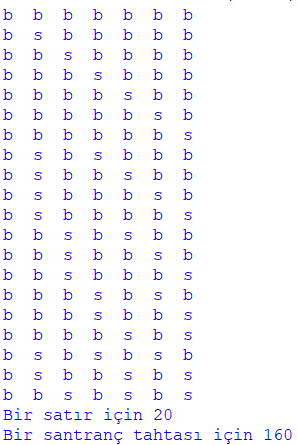 b b b b b b b
b s b b b b b
b b s b b b b
b b b s b b b
b b b b s b b
b b b b b s b
b b b b b b s
b s b s b b b
b s b b s b b
b s b b b s b
b s b b b b s
b b s b s b b
b b s b b s b
b b s b b b s
b b b s b s b
b b b s b b s
b b b b s b s
b s b s b s b
b s b b s b s
b b s b s b s
Bir satır için 20
Bir santranç tahtası için 160